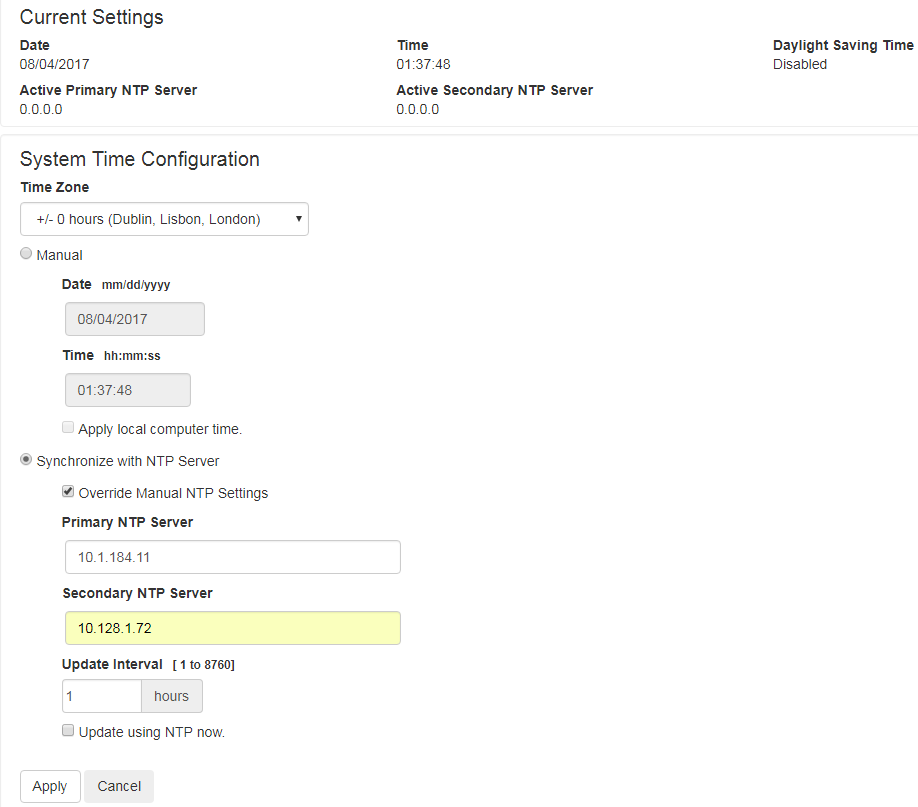 Current Settings
Date Time Daylight Saving Time
08/04/2017 01:37:48 Disabled
Active Primary NTP Server Active Secondary NTP Server
0.0.0.0 0.0.0.0
System Time Configuration
Time Zone
+/- 0 hours (Dublin, Lisbon, London)
Manual
Date mm/dd/yyyy
08/04/2017
Time hh:mm:ss
01:37:48
Apply local computer time.
Synchronize with NTP Server
Override Manual NTP Settings
Primary NTP Server
10.1.184.11
Secondary NTP Server
10.128.1.72
Update Interval [ 1 to 8760]
1 hours
Update using NTP now.
Apply Cancel